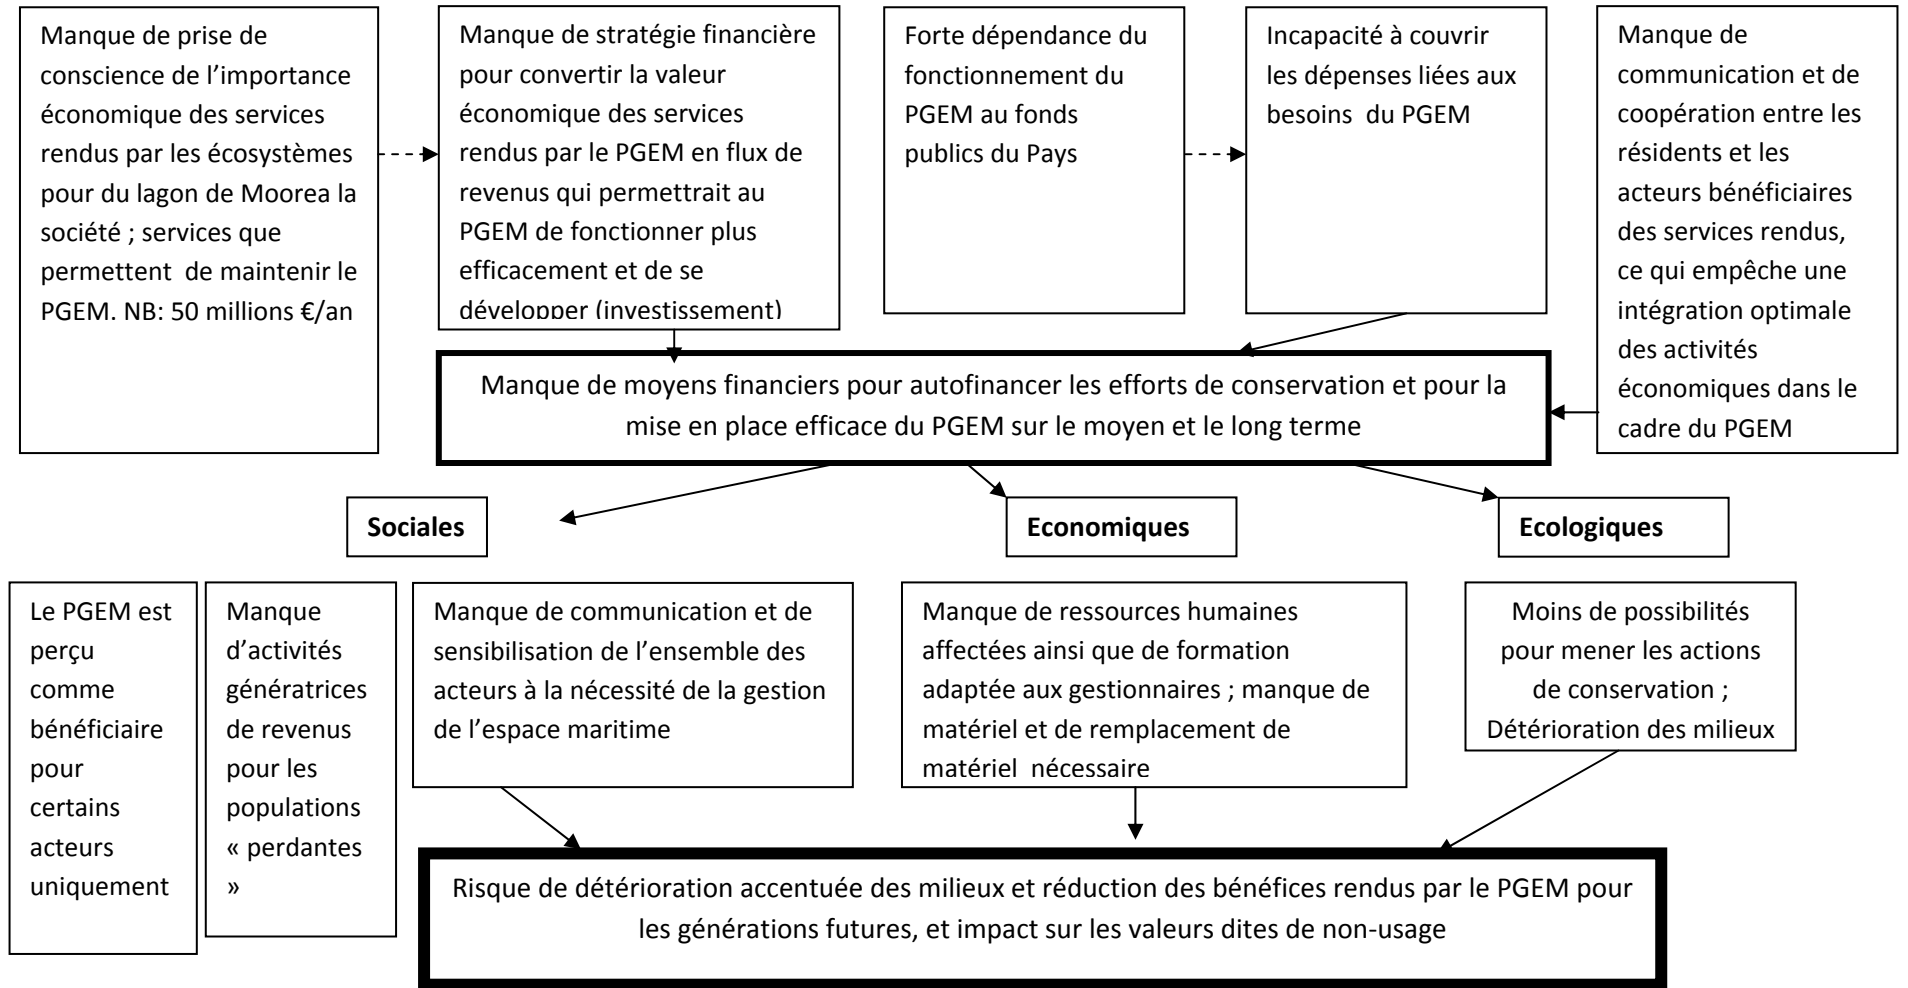 Manque de prise de
conscience de l’importance
économique des services
rendus par les écosystèmes
pour du lagon de Moorea la
société ; services que
permettent de maintenir le
PGEM. NB: 50 millions €/an
Manque de stratégie financière
pour convertir la valeur
économique des services
rendus par le PGEM en flux de
revenus qui permettrait au
PGEM de fonctionner plus
efficacement et de se
développer (investissement)
Forte dépendance du
fonctionnement du
PGEM au fonds
publics du Pays
Incapacité à couvrir
les dépenses liées aux
besoins du PGEM
Manque de
communication et de
coopération entre les
résidents et les
acteurs bénéficiaires
des services rendus,
ce qui empêche une
intégration optimale
des activités
économiques dans le
cadre du PGEM
Manque de moyens financiers pour autofinancer les efforts de conservation et pour la
mise en place efficace du PGEM sur le moyen et le long terme
Sociales
Economiques
Ecologiques
Le PGEM est
perçu
comme
bénéficiaire
pour
certains
acteurs
uniquement
Manque
d’activités
génératrices
de revenus
pour les
populations
« perdantes
»
Manque de communication et de
sensibilisation de l’ensemble des
acteurs à la nécessité de la gestion
de l’espace maritime
Manque de ressources humaines
affectées ainsi que de formation
adaptée aux gestionnaires ; manque de
matériel et de remplacement de
matériel nécessaire
Moins de possibilités
pour mener les actions
de conservation ;
Détérioration des milieux
Risque de détérioration accentuée des milieux et réduction des bénéfices rendus par le PGEM pour
les générations futures, et impact sur les valeurs dites de non-usage